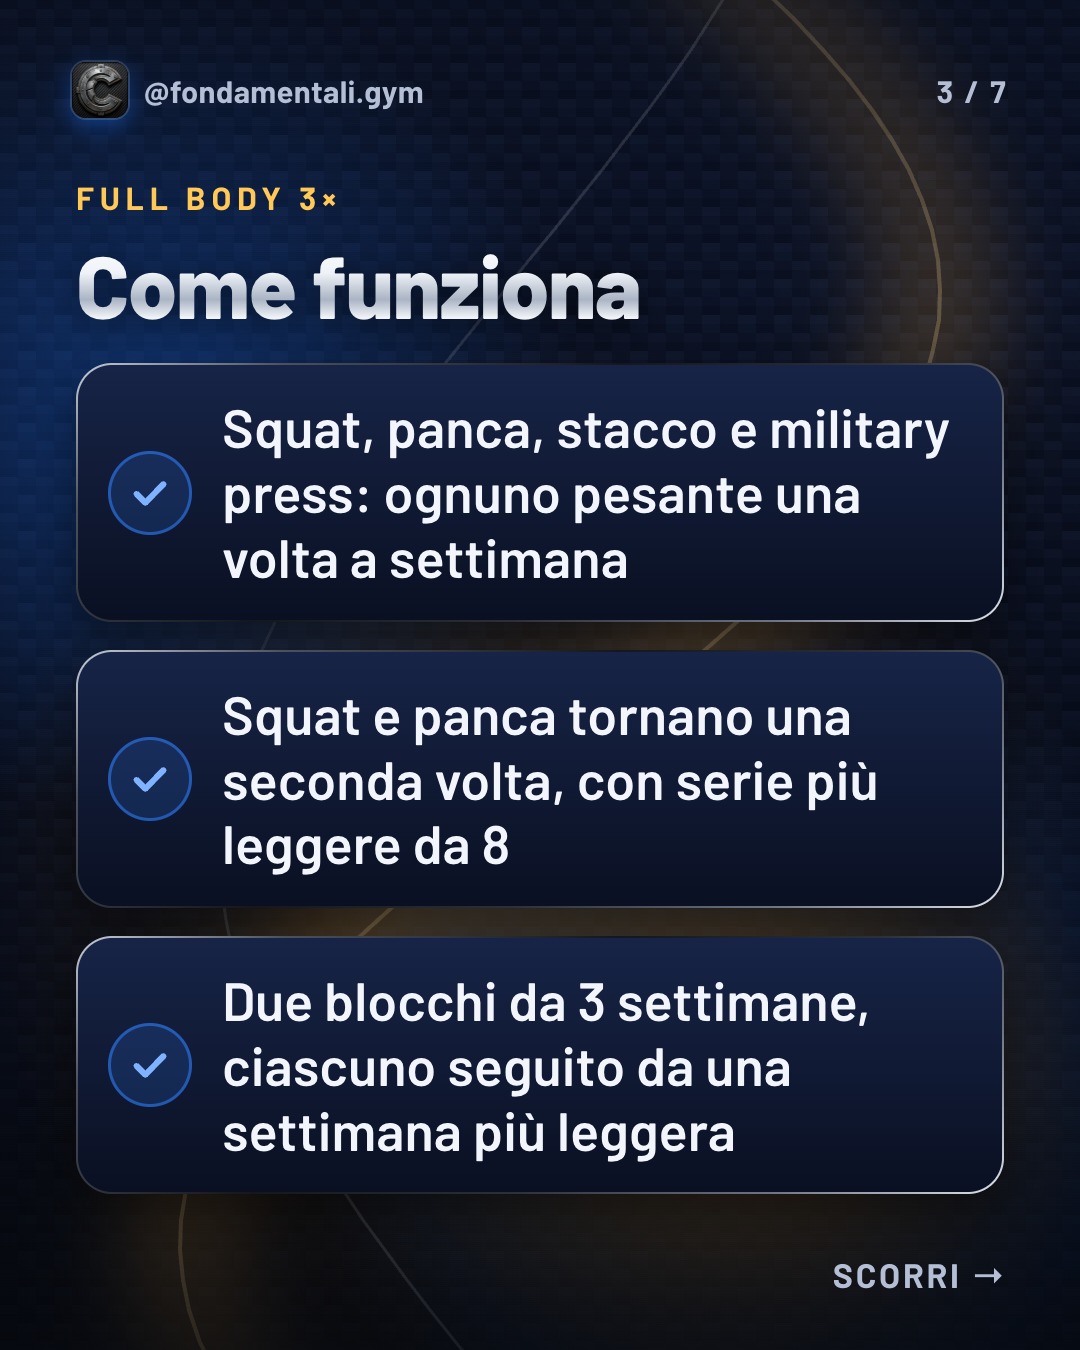 @fondamentali.gym
3 / 7
FULL BODY 3×
Come funziona
Squat, panca, stacco e military
press: ognuno pesante una
volta a settimana
Squat e panca tornano una
seconda volta, con serie più
leggere da 8
Due blocchi da 3 settimane,
ciascuno seguito da una
settimana più leggera
SCORRI →